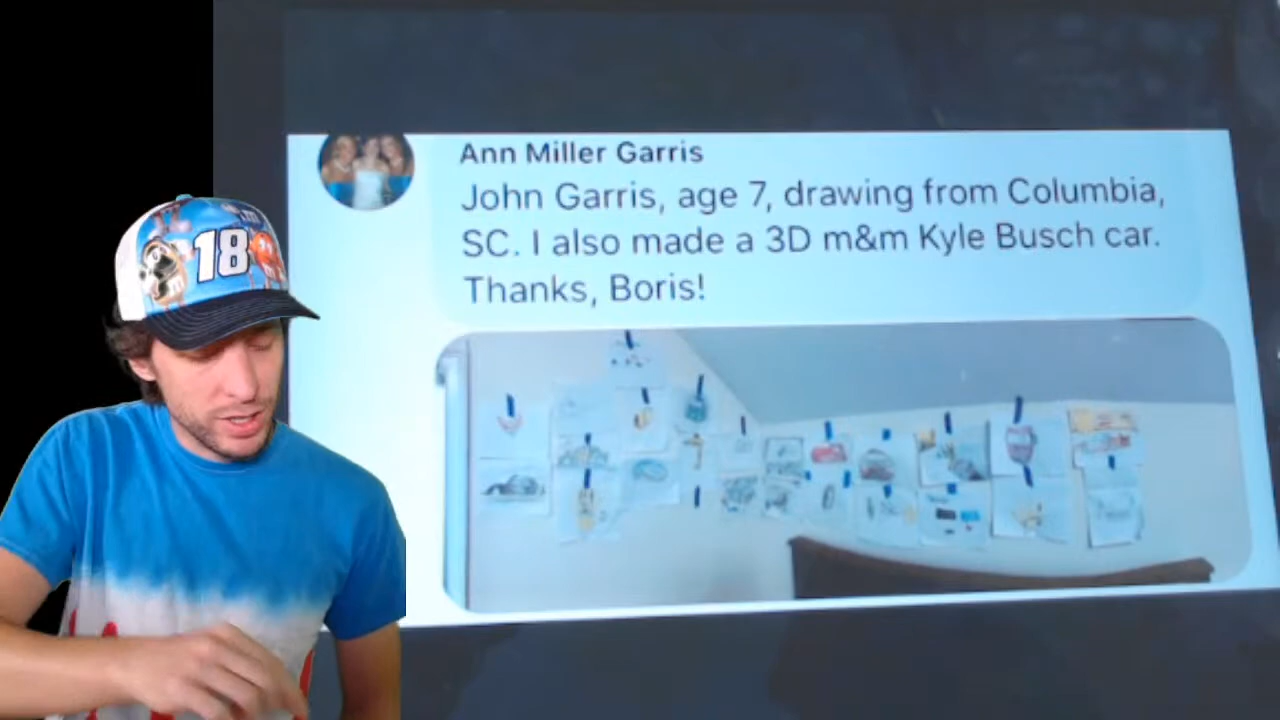 Ann Miller Garris
John Garris, age 7, drawing from Columbia,
SC. I also made a 3D m&m Kyle Busch car.
Thanks, Boris!
18